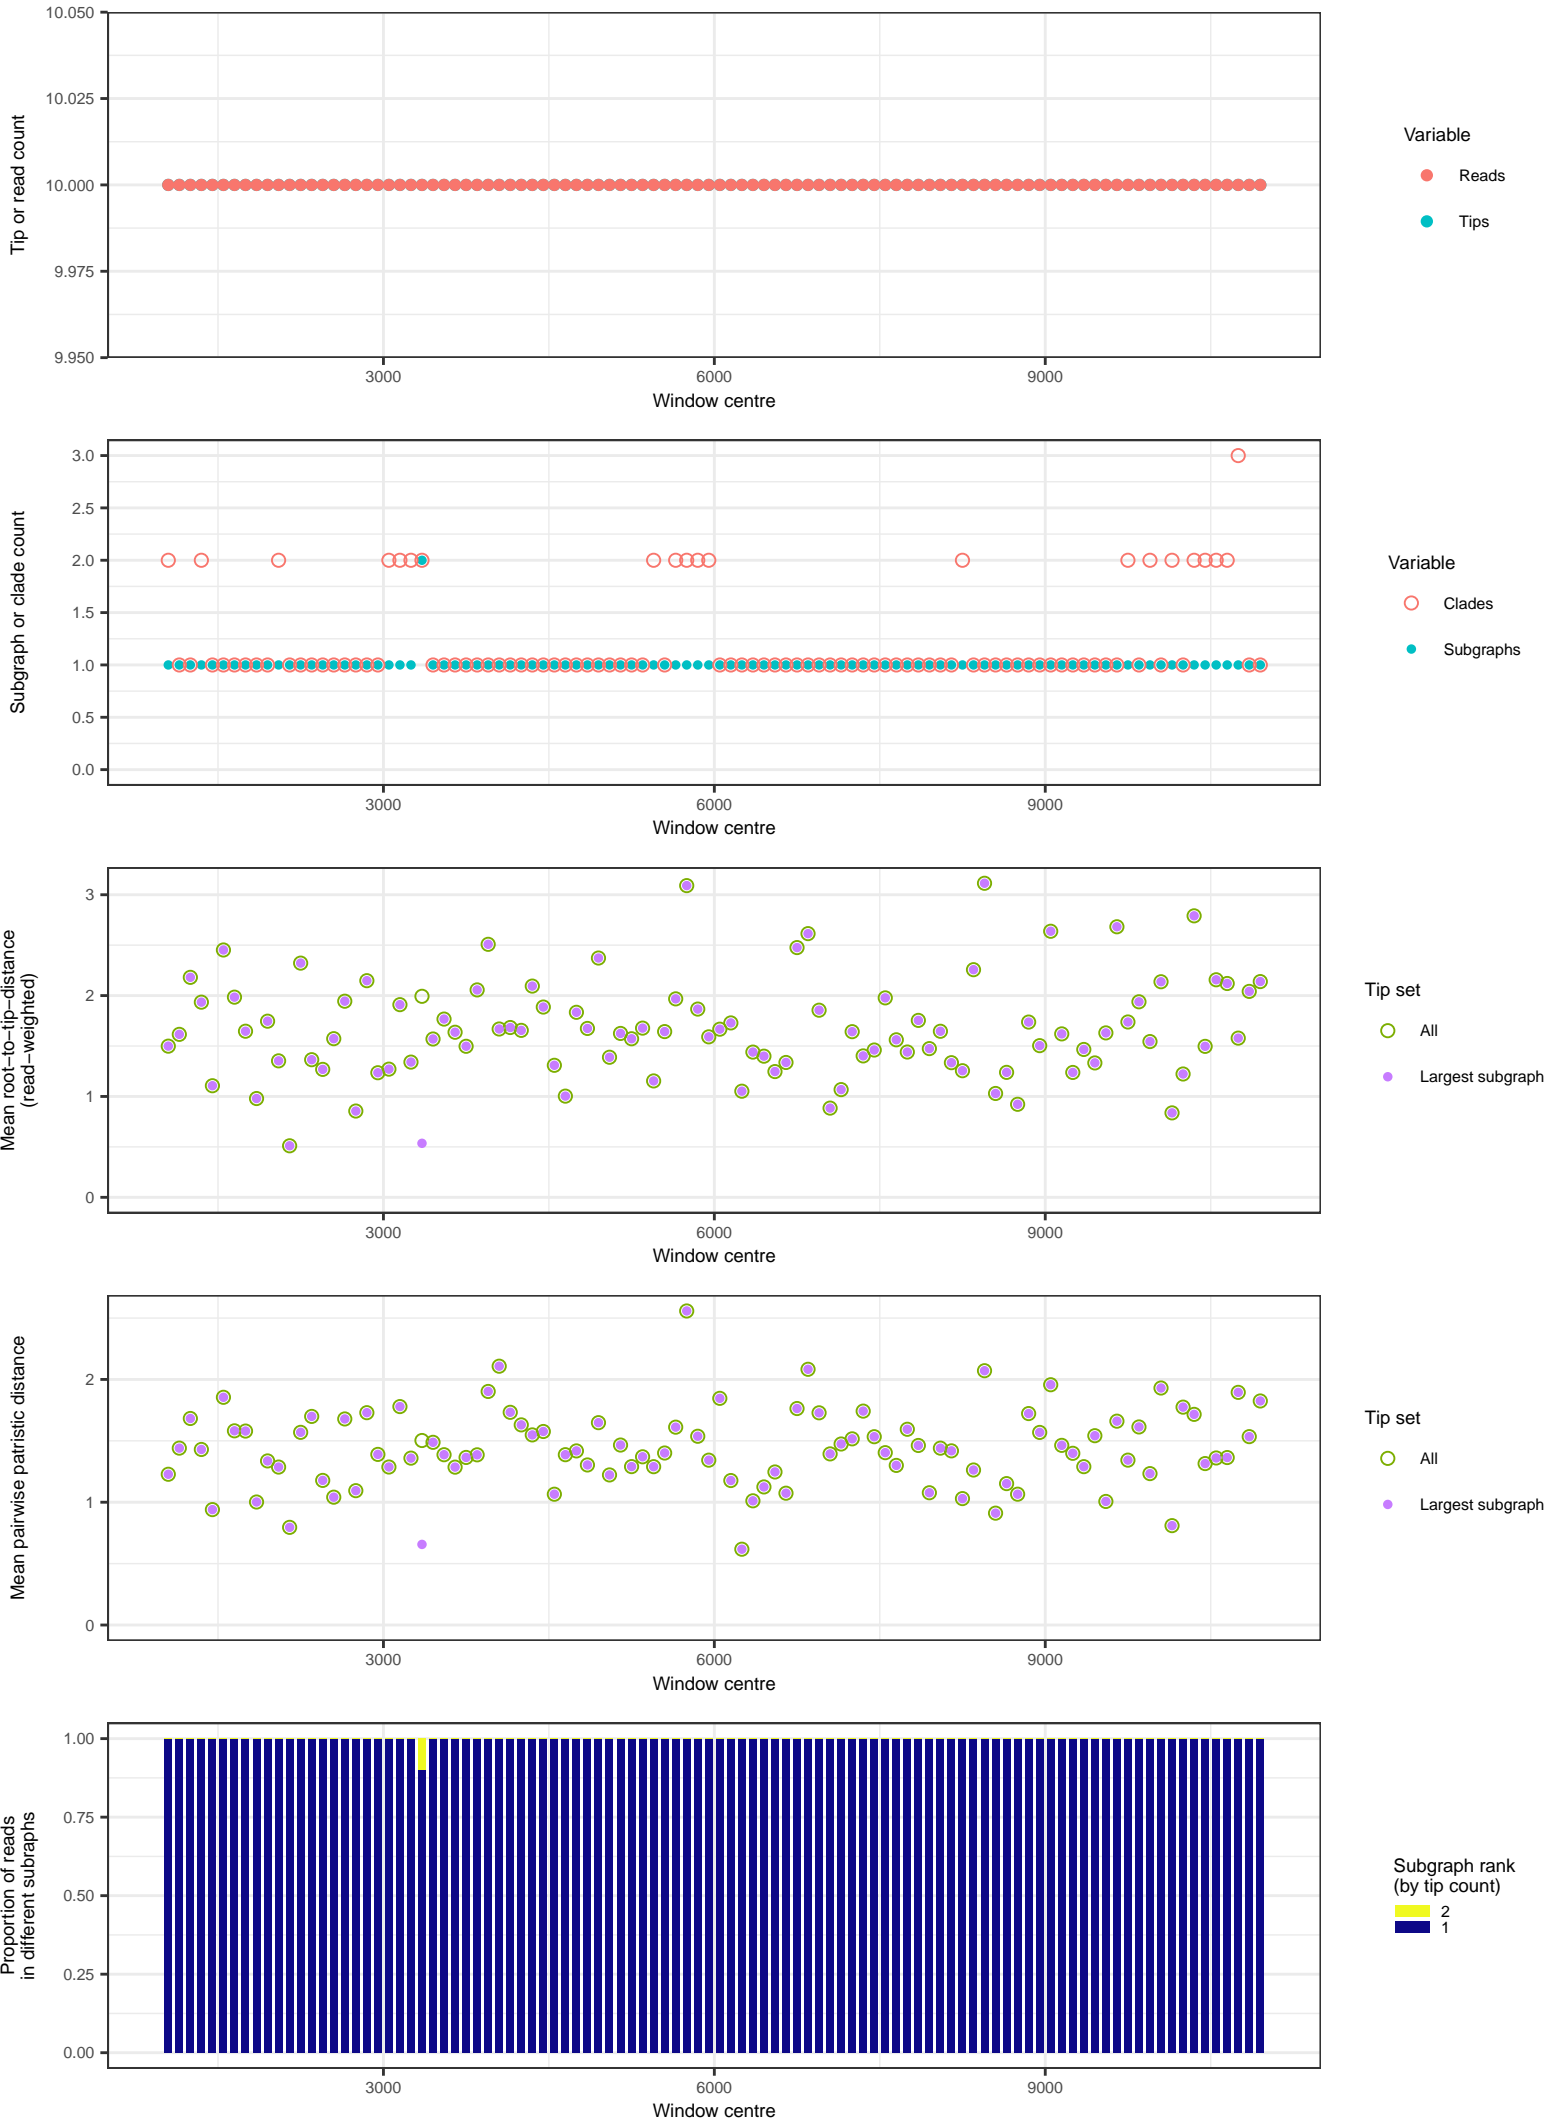 10.050
10.025
10.000
9.975
9.950
Tip or read count
3000 6000 9000
Window centre
Variable
Reads
Tips
3.0
2.5
2.0
1.5
1.0
0.5
0.0
Subgraph or clade count
3000 6000 9000
Window centre
Variable
Clades
Subgraphs
3
2
1
0
Mean root−to−tip−distance
(read−weighted)
3000 6000 9000
Window centre
Tip set
All
Largest subgraph
2
1
0
Mean pairwise patristic distance
3000 6000 9000
Window centre
Tip set
All
Largest subgraph
1.00
0.75
0.50
0.25
0.00
Proportion of reads
in different subraphs
3000 6000 9000
Window centre
Subgraph rank
(by tip count)
2
1